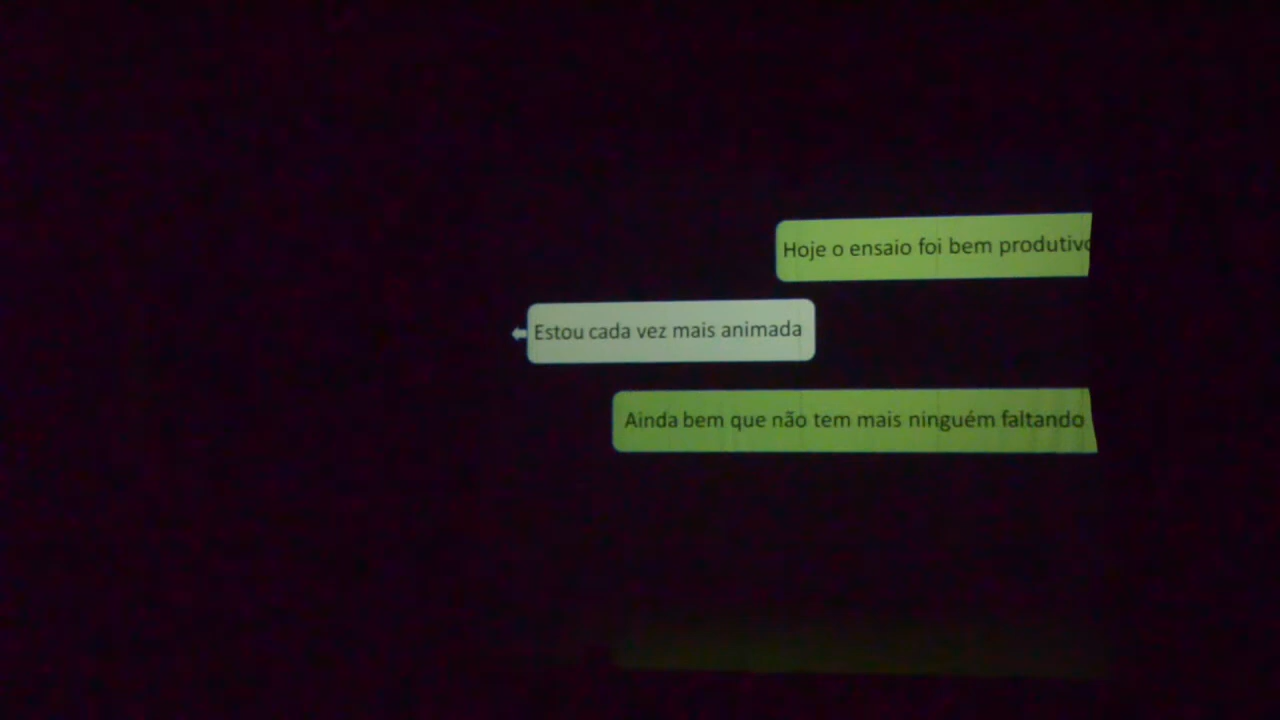 Hoje o ensaio foi bem produtivo
Estou cada vez mais animada
Ainda bem que não tem mais ninguém faltando